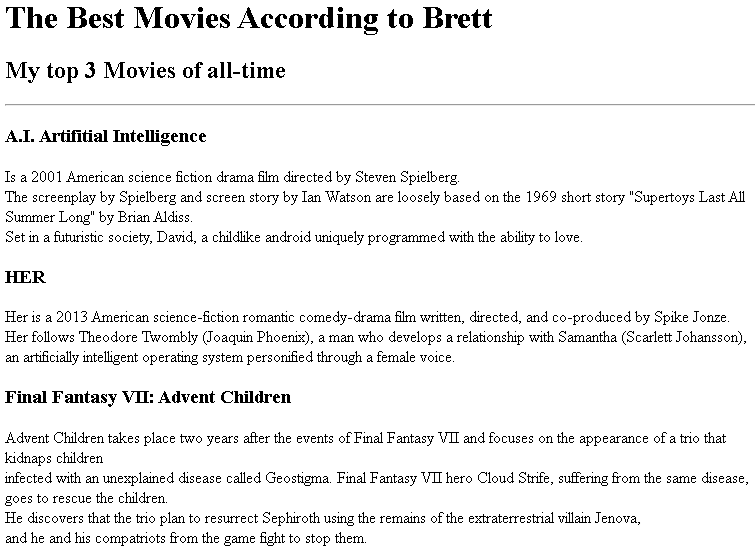 The Best Movies According to Brett
My top 3 Movies of all-time
A.I. Artifitial Intelligence
Is a 2001 American science fiction drama film directed by Steven Spielberg.
The screenplay by Spielberg and screen story by Ian Watson are loosely based on the 1969 short story "Supertoys Last All
Summer Long" by Brian Aldiss.
Set in a futuristic society, David, a childlike android uniquely programmed with the ability to love.
HER
Her is a 2013 American science-fiction romantic comedy-drama film written, directed, and co-produced by Spike Jonze.
Her follows Theodore Twombly (Joaquin Phoenix), a man who develops a relationship with Samantha (Scarlett Johansson),
an artificially intelligent operating system personified through a female voice.
Final Fantasy VII: Advent Children
Advent Children takes place two years after the events of Final Fantasy VII and focuses on the appearance of a trio that
kidnaps children
infected with an unexplained disease called Geostigma. Final Fantasy VII hero Cloud Strife, suffering from the same disease,
goes to rescue the children.
He discovers that the trio plan to resurrect Sephiroth using the remains of the extraterrestrial villain Jenova,
and he and his compatriots from the game fight to stop them.